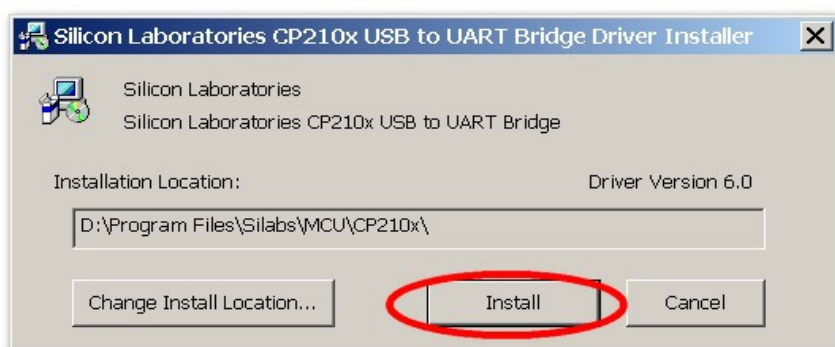 Silicon Laboratories CP210x USB to UART Bridge Driver Installer
Silicon Laboratories
Silicon Laboratories CP210x USB to UART Bridge
Installation Location:
Driver Version 6.0
D:\Program Files\Silabs\MCU\CP210x\
Change Install Location...
Install
Cancel